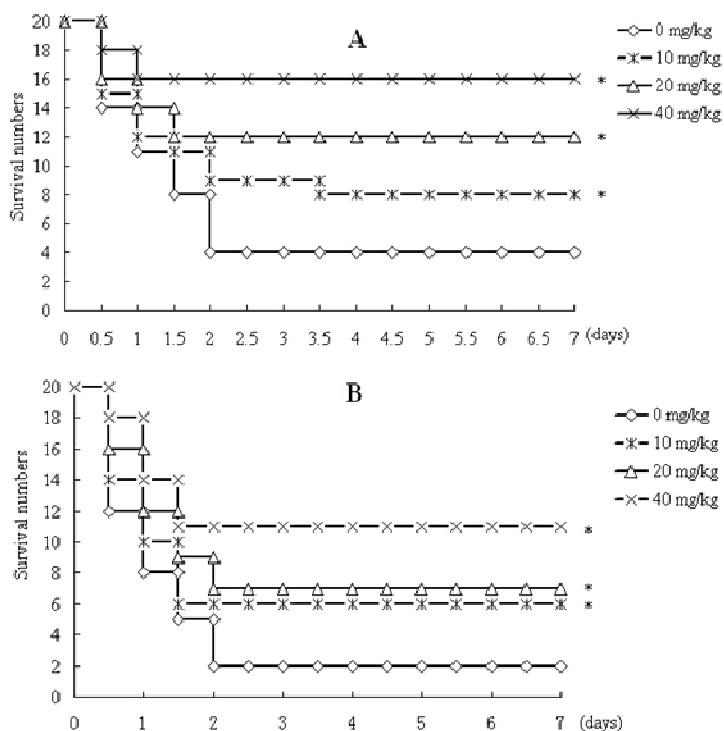 A
20
18
16
14
12
10
8
6
4
2
0
Survival numbers
0 0.5 1 1.5 2 2.5 3 3.5 4 4.5 5 5.5 6 6.5 7 (days)
0 mg/kg
10 mg/kg
20 mg/kg
40 mg/kg
*
*
*
B
20
18
16
14
12
10
8
6
4
2
0
Survival numbers
0 1 2 3 4 5 6 7 (days)
0 mg/kg
10 mg/kg
20 mg/kg
40 mg/kg
*
*
*